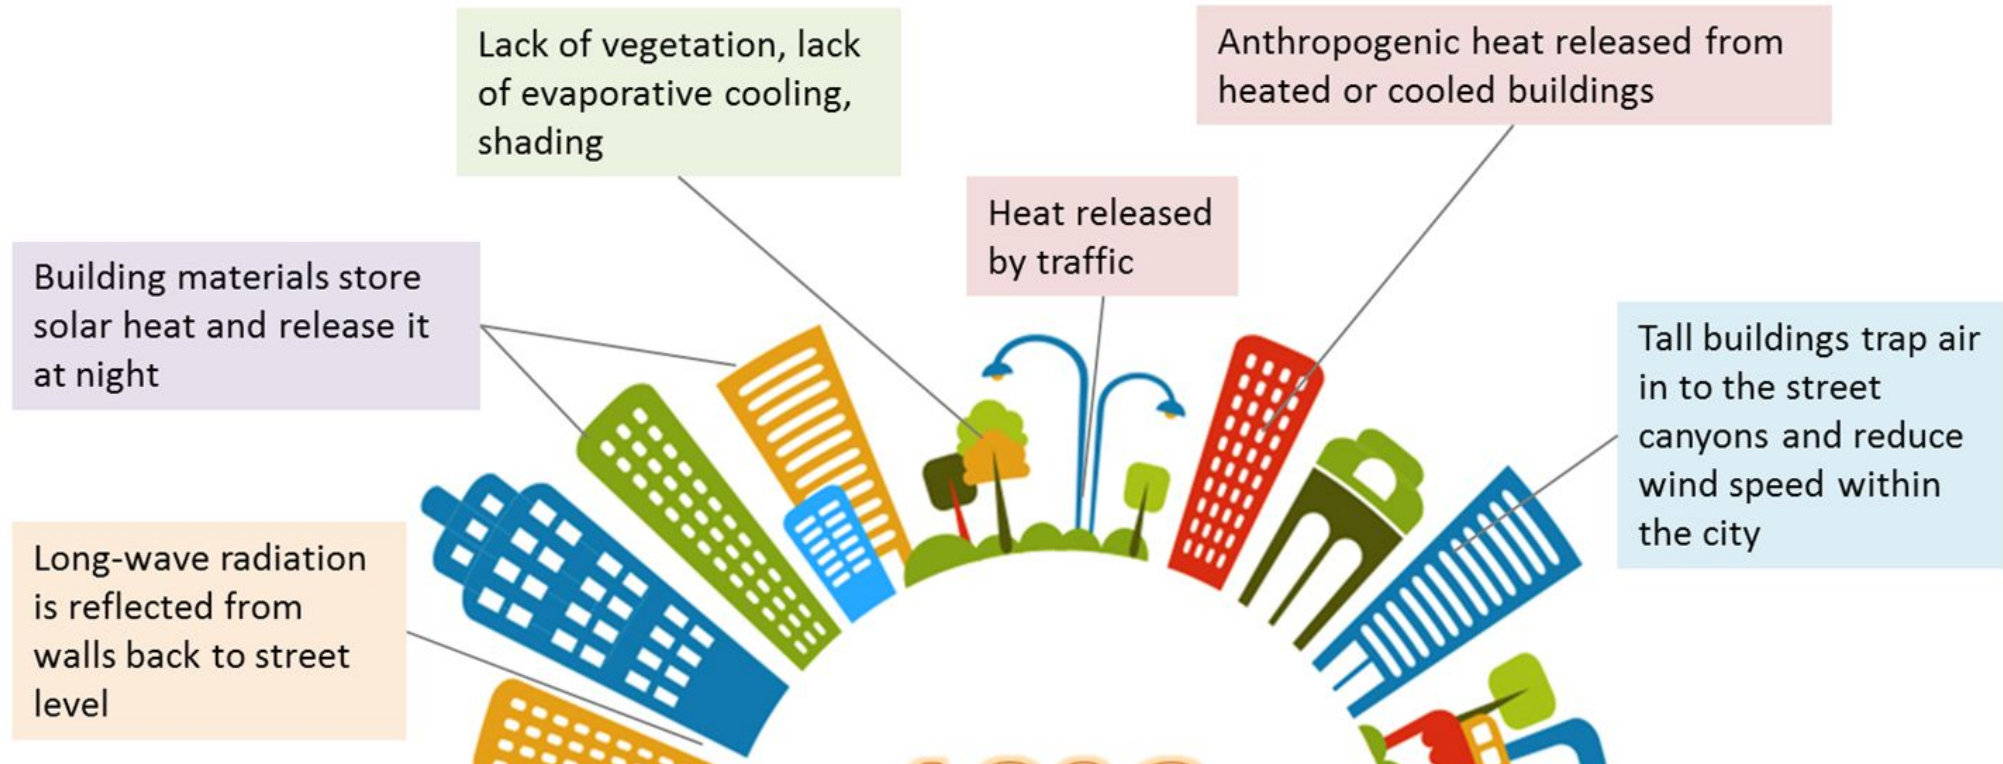 Lack of vegetation, lack
of evaporative cooling,
shading
Anthropogenic heat released from
heated or cooled buildings
Heat released
by traffic
Building materials store
solar heat and release it
at night
Tall buildings trap air
in to the street
canyons and reduce
wind speed within
the city
Long-wave radiation
is reflected from
walls back to street
level